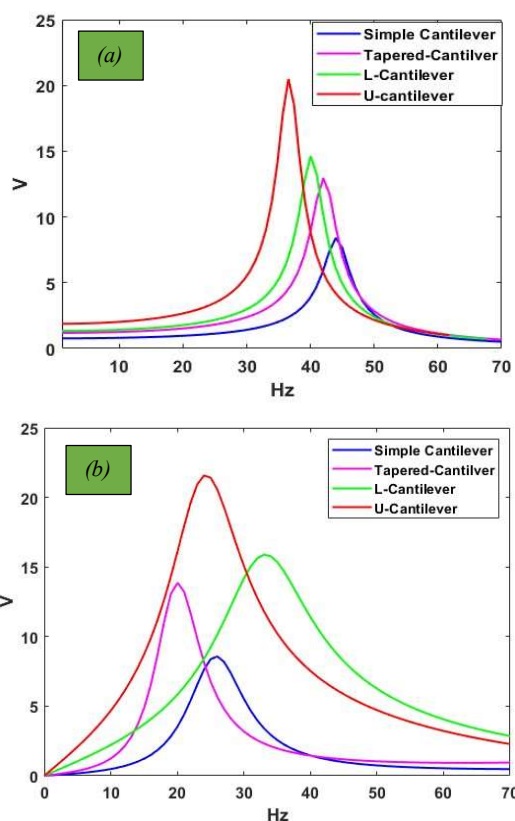 25
(a)
Simple Cantilever
Tapered-Cantilver
L-Cantilever
U-cantilever
20
15
V
10
5
0
10 20 30 40 50 60 70
Hz
25
(b)
Simple Cantilever
Tapered-Cantilver
L-Cantilever
U-Cantilever
20
15
V
10
5
0
0 10 20 30 40 50 60 70
Hz